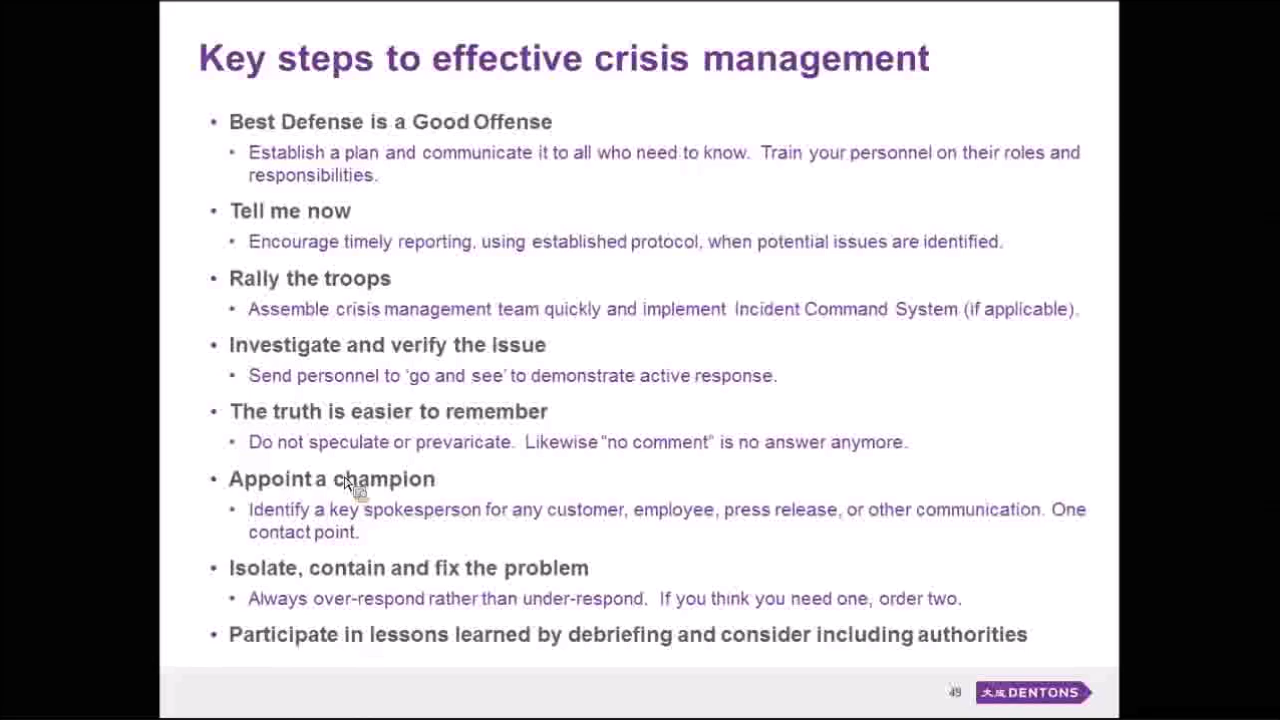 Key steps to effective crisis management
• Best Defense is a Good Offense
• Establish a plan and communicate it to all who need to know. Train your personnel on their roles and
responsibilities.
• Tell me now
• Encourage timely reporting, using established protocol, when potential issues are identified.
• Rally the troops
• Assemble crisis management team quickly and implement Incident Command System (if applicable).
• Investigate and verify the issue
• Send personnel to ‘go and see’ to demonstrate active response.
• The truth is easier to remember
• Do not speculate or prevaricate. Likewise “no comment” is no answer anymore.
• Appoint a champion
• Identify a key spokesperson for any customer, employee, press release, or other communication. One
contact point.
• Isolate, contain and fix the problem
• Always over-respond rather than under-respond. If you think you need one, order two.
• Participate in lessons learned by debriefing and consider including authorities
49
大成 DENTONS